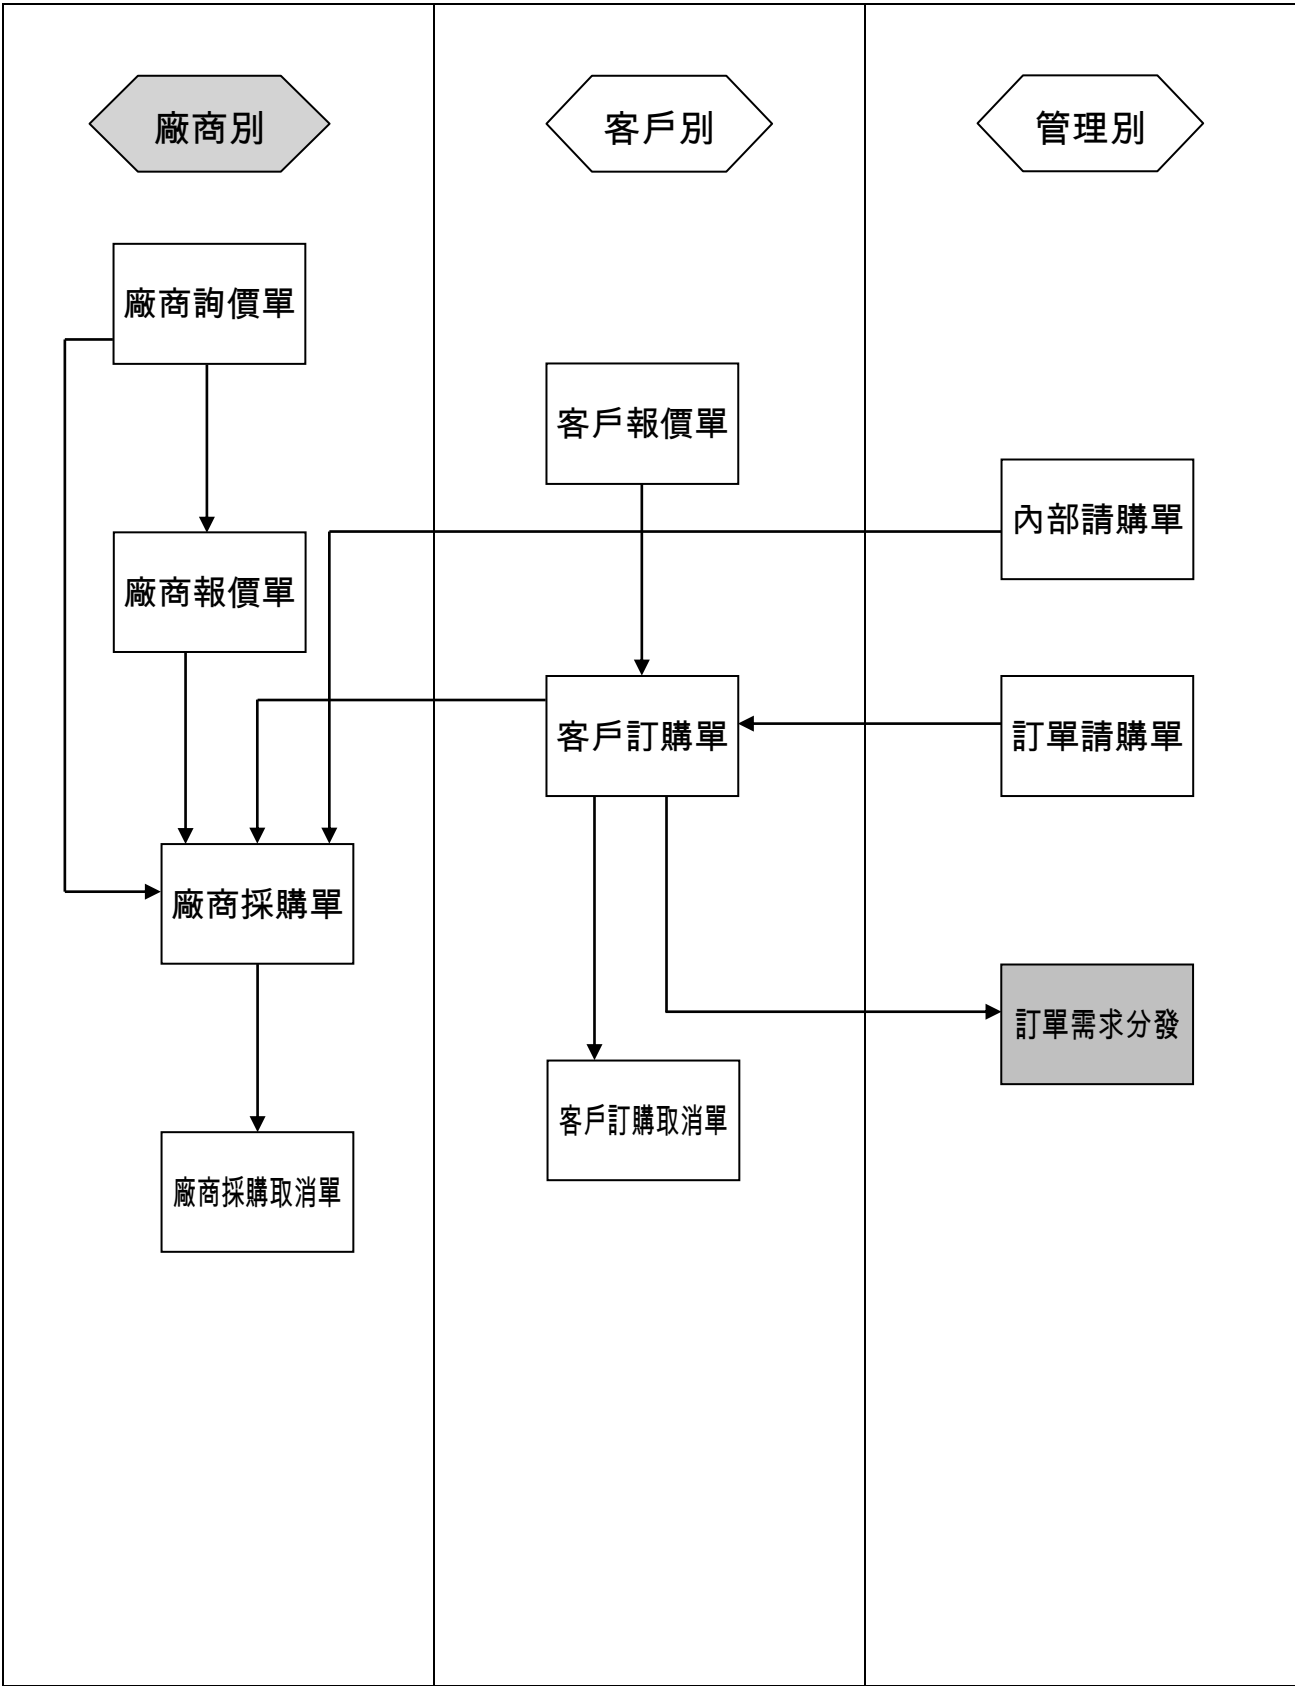 廠商別
客戶別
管理別
廠商詢價單
客戶報價單
內部請購單
廠商報價單
客戶訂購單
訂單請購單
廠商採購單
訂單需求分發
客戶訂購取消單
廠商採購取消單